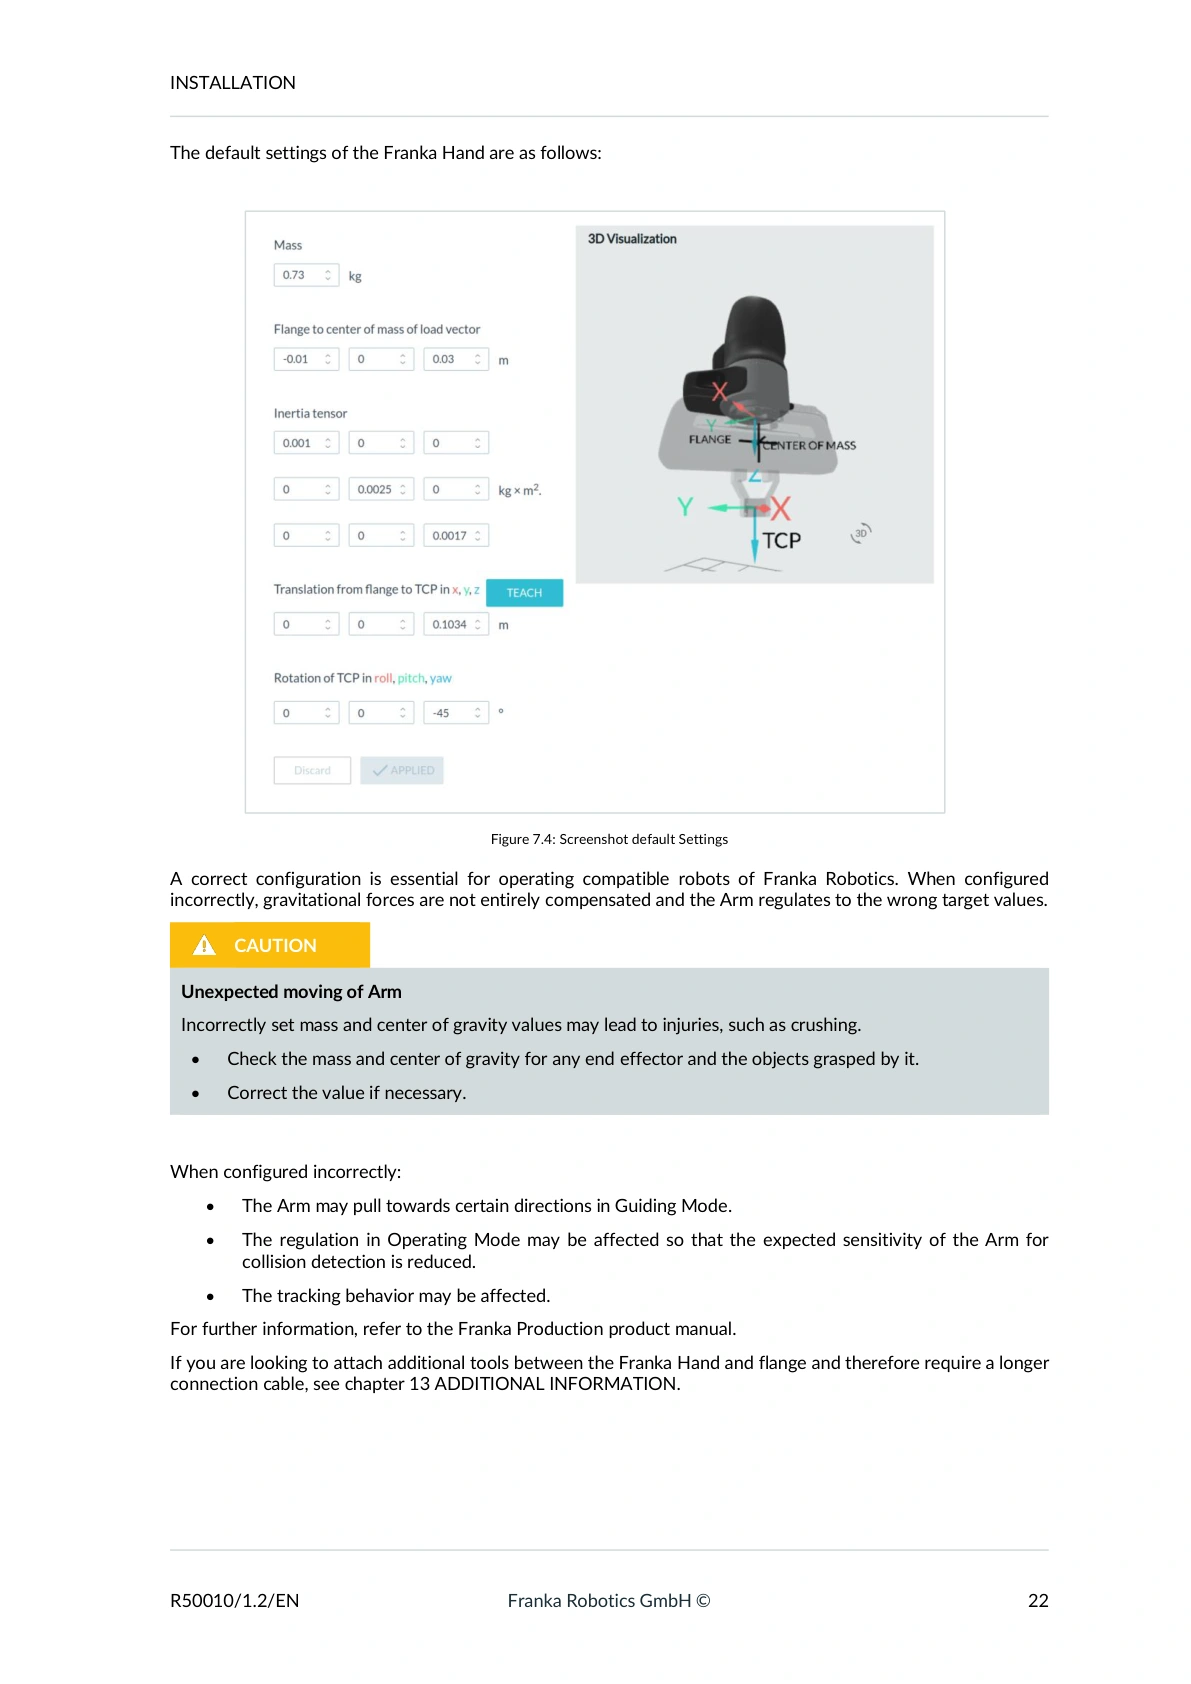 INSTALLATION
The default settings of the Franka Hand are as follows:
Mass
0.73 kg
Flange to center of mass of load vector
-0.01 0 0.03 m
Inertia tensor
0.001 0 0
0 0.0025 0 kg × m².
0 0 0.0017
Translation from flange to TCP in x, y, z TEACH
0 0 0.1034 m
Rotation of TCP in roll, pitch, yaw
0 0 -45 °
Discard APPLIED
3D Visualization
X
Y
FLANGE CENTER OF MASS
Z
Y X
TCP 3D
Figure 7.4: Screenshot default Settings
A correct configuration is essential for operating compatible robots of Franka Robotics. When configured
incorrectly, gravitational forces are not entirely compensated and the Arm regulates to the wrong target values.
CAUTION
Unexpected moving of Arm
Incorrectly set mass and center of gravity values may lead to injuries, such as crushing.
• Check the mass and center of gravity for any end effector and the objects grasped by it.
• Correct the value if necessary.
When configured incorrectly:
• The Arm may pull towards certain directions in Guiding Mode.
• The regulation in Operating Mode may be affected so that the expected sensitivity of the Arm for
collision detection is reduced.
• The tracking behavior may be affected.
For further information, refer to the Franka Production product manual.
If you are looking to attach additional tools between the Franka Hand and flange and therefore require a longer
connection cable, see chapter 13 ADDITIONAL INFORMATION.
R50010/1.2/EN Franka Robotics GmbH © 22